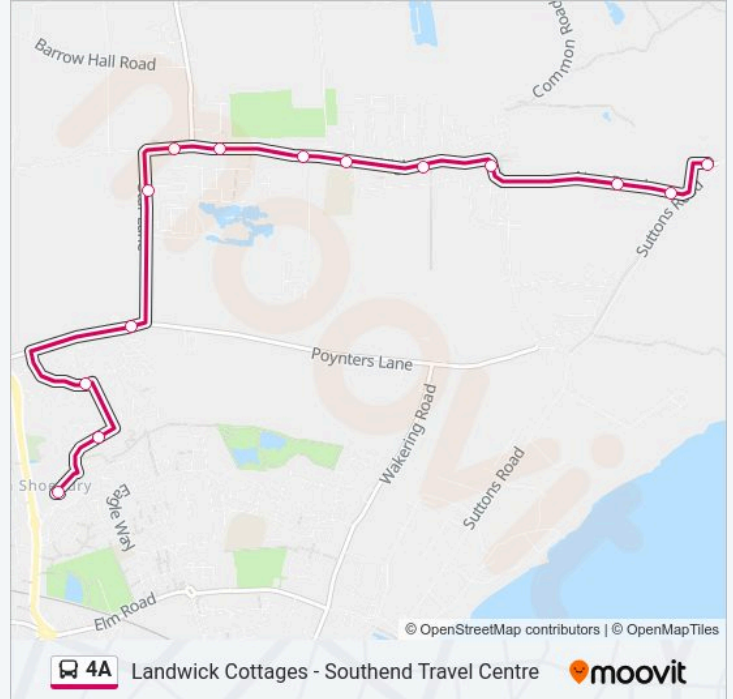 Barrow Hall Road
Common Road
Suttons Road
Poynters Lane
Wakering Road
Suttons Road
Shoebury
Eagle Way
Elm Road
© OpenStreetMap contributors | © OpenMapTiles
4A
Landwick Cottages - Southend Travel Centre
moovit
moovit